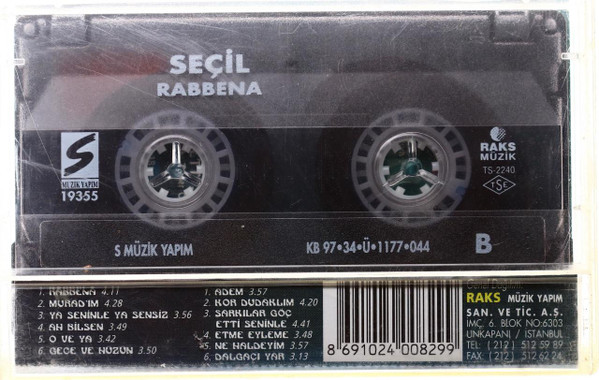 SEÇİL
RABBENA
S
MÜZİK YAPIM
19355
RAKS
MÜZİK
TS-2240
TSE
S MÜZİK YAPIM
KB 97•34•Ü•1177•044
B
1. RABBENA 4.11
2. MURAD'IM 4.28
3. YA SENİNLE YA SENSİZ 3.56
4. AH BİLSEN 3.49
5. O VE YA 3.42
6. GECE VE HÜZÜN 3.50
1. ADEM 3.57
2. KOR DUDAKLIM 4.20
3. ŞARKILAR GÖÇ
ETTİ SENİNLE 4.41
4. ETME EYLEME 3.48
5. NE HALDEYİM 3.57
6. DALGACI YAR 3.13
8 691024 008299
Genel Dağıtım
RAKS MÜZİK YAPIM
SAN. VE TİC. A.Ş.
İMÇ. 6. BLOK NO:6303
UNKAPANI / İSTANBUL
TEL: ( 212 ) 512 59 89
FAX: ( 212 ) 512 62 24